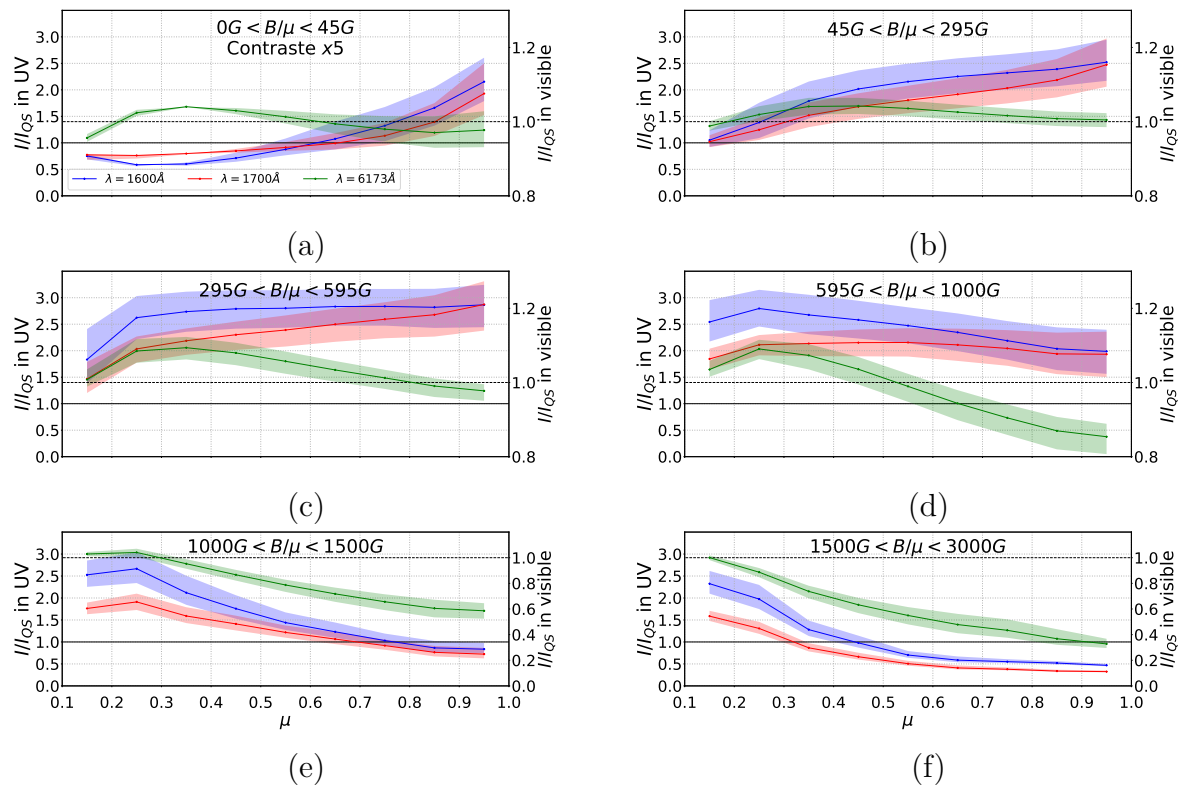 0G < B/μ < 45G
Contraste x5
3.0
2.5
2.0
1.5
1.0
0.5
0.0
I/I_QS in UV
1.2
1.0
0.8
I/I_QS in visible
λ = 1600Å
λ = 1700Å
λ = 6173Å
(a)
45G < B/μ < 295G
3.0
2.5
2.0
1.5
1.0
0.5
0.0
I/I_QS in UV
1.2
1.0
0.8
I/I_QS in visible
(b)
295G < B/μ < 595G
3.0
2.5
2.0
1.5
1.0
0.5
0.0
I/I_QS in UV
1.2
1.0
0.8
I/I_QS in visible
(c)
595G < B/μ < 1000G
3.0
2.5
2.0
1.5
1.0
0.5
0.0
I/I_QS in UV
1.2
1.0
0.8
I/I_QS in visible
(d)
1000G < B/μ < 1500G
3.0
2.5
2.0
1.5
1.0
0.5
0.0
I/I_QS in UV
1.0
0.8
0.6
0.4
0.2
0.0
I/I_QS in visible
0.1 0.2 0.3 0.4 0.5 0.6 0.7 0.8 0.9 1.0
μ
(e)
1500G < B/μ < 3000G
3.0
2.5
2.0
1.5
1.0
0.5
0.0
I/I_QS in UV
1.0
0.8
0.6
0.4
0.2
0.0
I/I_QS in visible
0.1 0.2 0.3 0.4 0.5 0.6 0.7 0.8 0.9 1.0
μ
(f)